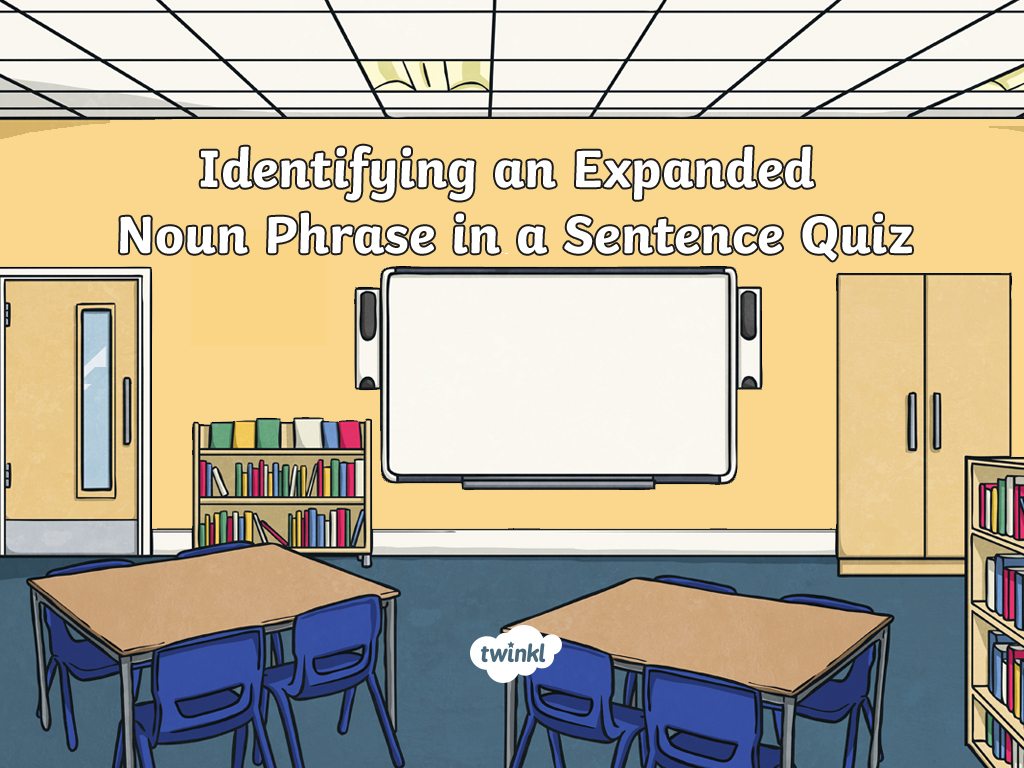 Identifying an Expanded
Noun Phrase in a Sentence Quiz
twinkl